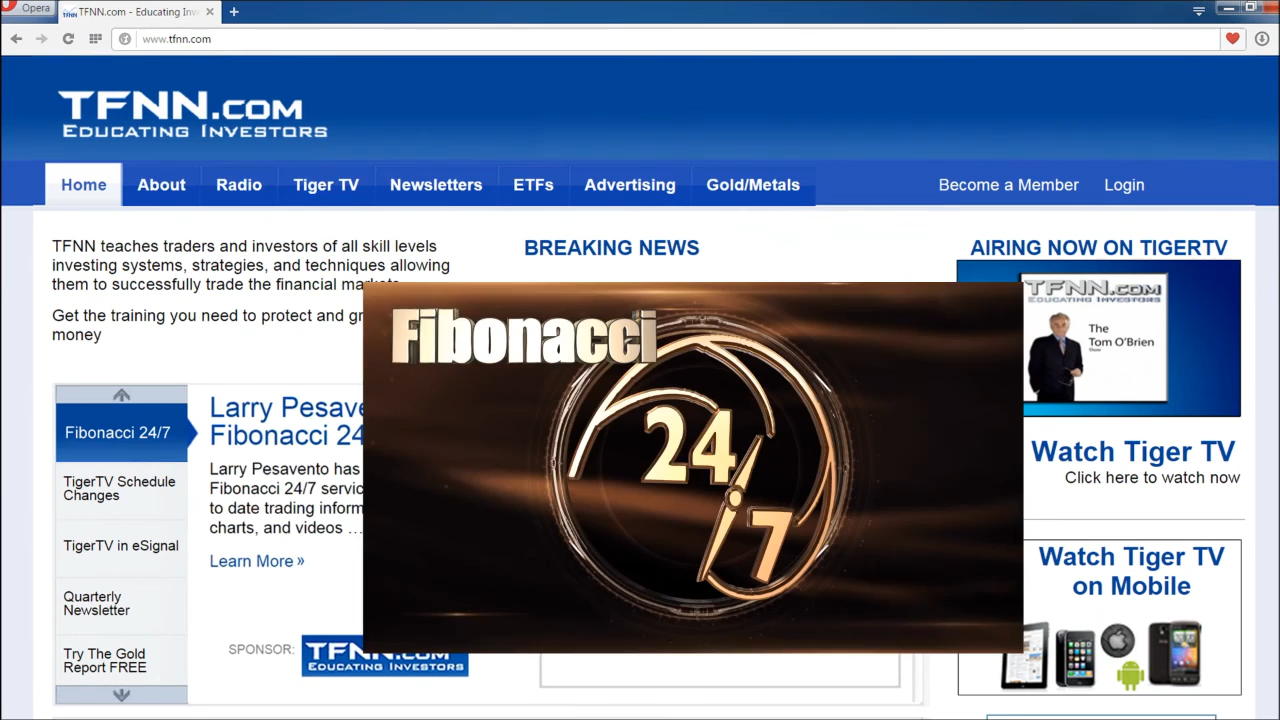 Opera
TFNN.com - Educating Inv
www.tfnn.com
TFNN.COM
EDUCATING INVESTORS
Home
About
Radio
Tiger TV
Newsletters
ETFs
Advertising
Gold/Metals
Become a Member
Login
TFNN teaches traders and investors of all skill levels
investing systems, strategies, and techniques allowing
them to successfully trade the financial
Get the training you need to protect and
money
BREAKING NEWS
AIRING NOW ON TIGERTV
TFNN.COM
EDUCATING INVESTORS
The
Tom O'Brien
Show
Fibonacci
24
7
Fibonacci 24/7
TigerTV Schedule
Changes
TigerTV in eSignal
Quarterly
Newsletter
Try The Gold
Report FREE
Larry
Fibonacci
Larry Pesavento has
Fibonacci 24/7
to date trading
charts, and videos ...
Learn More »
SPONSOR:
TFNN.COM
EDUCATING INVESTORS
Watch Tiger TV
Click here to watch now
Watch Tiger TV
on Mobile